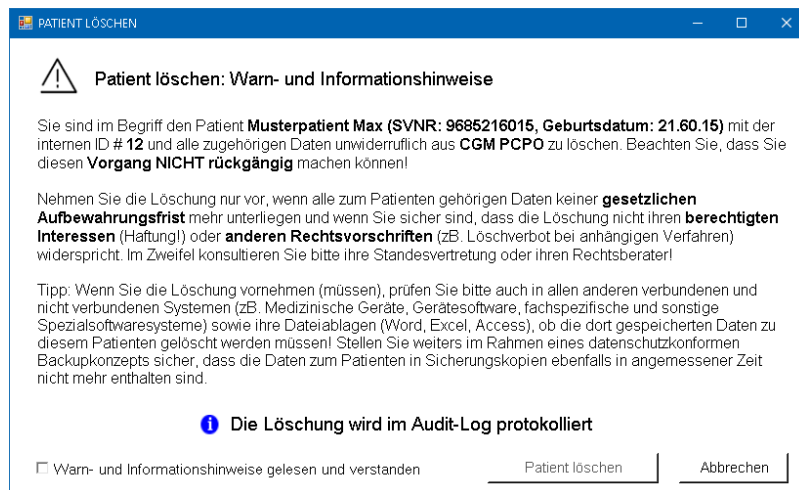 PATIENT LÖSCHEN
Patient löschen: Warn- und Informationshinweise
Sie sind im Begriff den Patient Musterpatient Max (SVNR: 9685216015, Geburtsdatum: 21.60.15) mit der
internen ID # 12 und alle zugehörigen Daten unwiderruflich aus CGM PCPO zu löschen. Beachten Sie, dass Sie
diesen Vorgang NICHT rückgängig machen können!
Nehmen Sie die Löschung nur vor, wenn alle zum Patienten gehörigen Daten keiner gesetzlichen
Aufbewahrungsfrist mehr unterliegen und wenn Sie sicher sind, dass die Löschung nicht ihren berechtigten
Interessen (Haftung!) oder anderen Rechtsvorschriften (zB. Löschverbot bei anhängigen Verfahren)
widerspricht. Im Zweifel konsultieren Sie bitte ihre Standesvertretung oder ihren Rechtsberater!
Tipp: Wenn Sie die Löschung vornehmen (müssen), prüfen Sie bitte auch in allen anderen verbundenen und
nicht verbundenen Systemen (zB. Medizinische Geräte, Gerätesoftware, fachspezifische und sonstige
Spezialsoftwaresysteme) sowie ihre Dateiablagen (Word, Excel, Access), ob die dort gespeicherten Daten zu
diesem Patienten gelöscht werden müssen! Stellen Sie weiters im Rahmen eines datenschutzkonformen
Backupkonzepts sicher, dass die Daten zum Patienten in Sicherungskopien ebenfalls in angemessener Zeit
nicht mehr enthalten sind.
Die Löschung wird im Audit-Log protokolliert
Warn- und Informationshinweise gelesen und verstanden
Patient löschen
Abbrechen